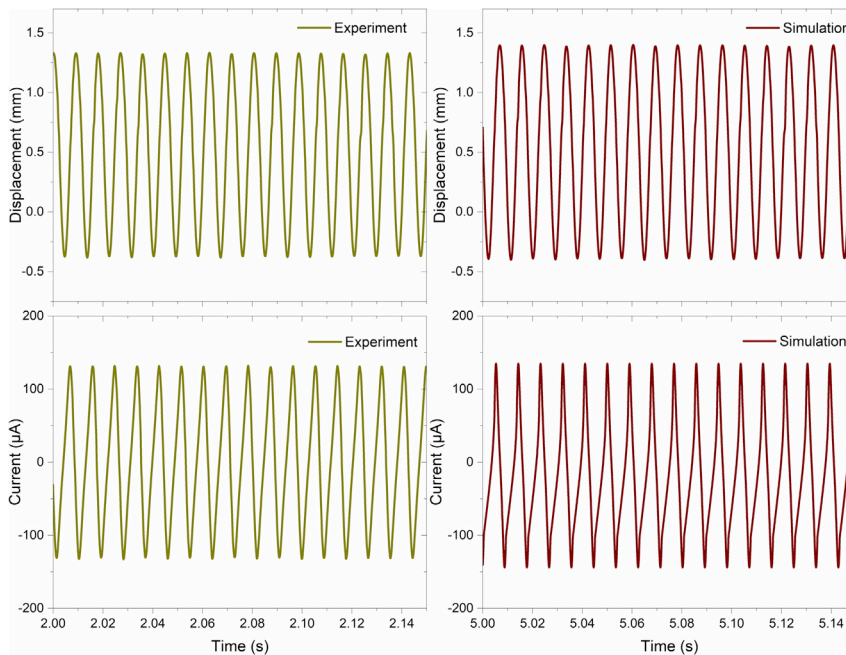 Experiment
Simulation
Displacement (mm)
1.5
1.0
0.5
0.0
-0.5
Displacement (mm)
1.5
1.0
0.5
0.0
-0.5
Experiment
Simulation
Current (µA)
200
100
0
-100
-200
Current (µA)
200
100
0
-100
-200
2.00 2.02 2.04 2.06 2.08 2.10 2.12 2.14
5.00 5.02 5.04 5.06 5.08 5.10 5.12 5.14
Time (s)
Time (s)